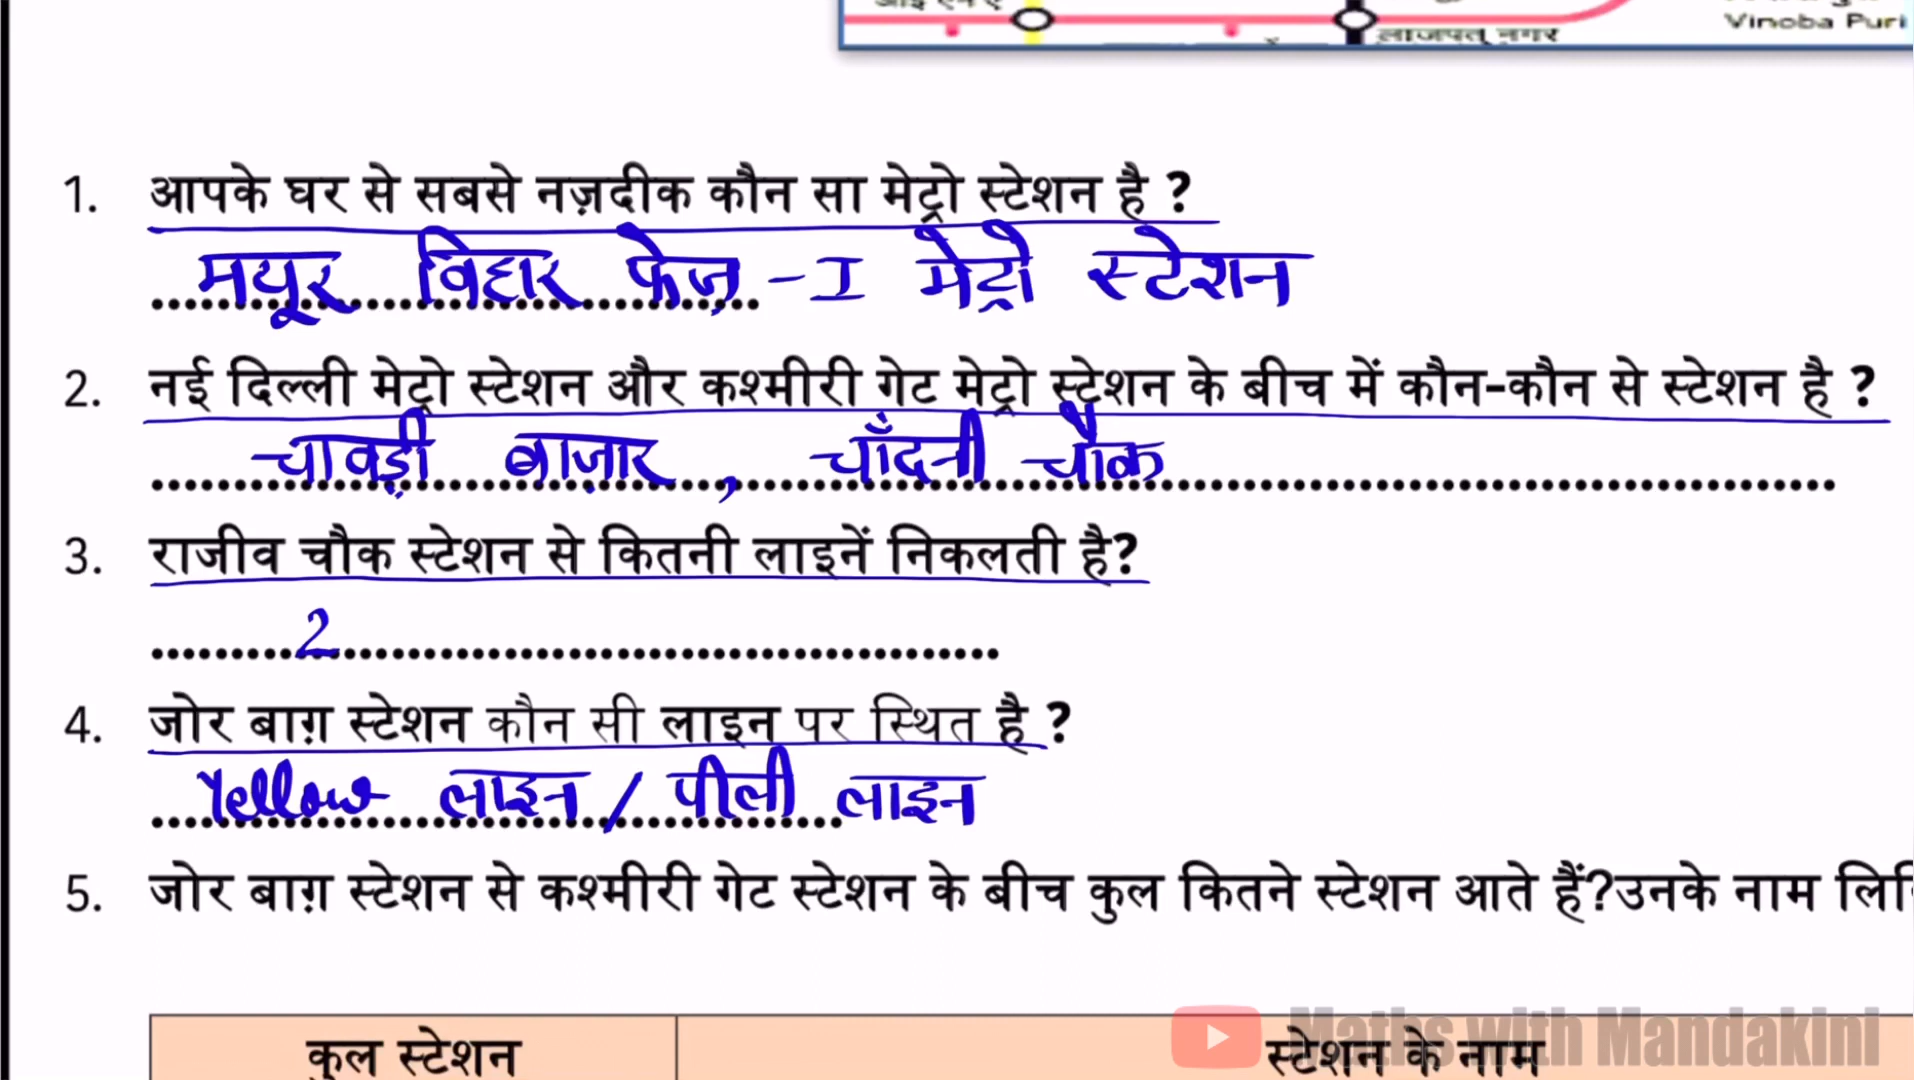 लाजपत नगर
Vinoba Puri
1. आपके घर से सबसे नज़दीक कौन सा मेट्रो स्टेशन है ?
मयूर विहार फेज़ -I मेट्रो स्टेशन
2. नई दिल्ली मेट्रो स्टेशन और कश्मीरी गेट मेट्रो स्टेशन के बीच में कौन-कौन से स्टेशन है ?
चावड़ी बाज़ार , चाँदनी चौक
3. राजीव चौक स्टेशन से कितनी लाइनें निकलती है?
2
4. जोर बाग़ स्टेशन कौन सी लाइन पर स्थित है ?
Yellow लाइन / पीली लाइन
5. जोर बाग़ स्टेशन से कश्मीरी गेट स्टेशन के बीच कुल कितने स्टेशन आते हैं?उनके नाम
कुल स्टेशन स्टेशन के नाम
Maths with Mandakini